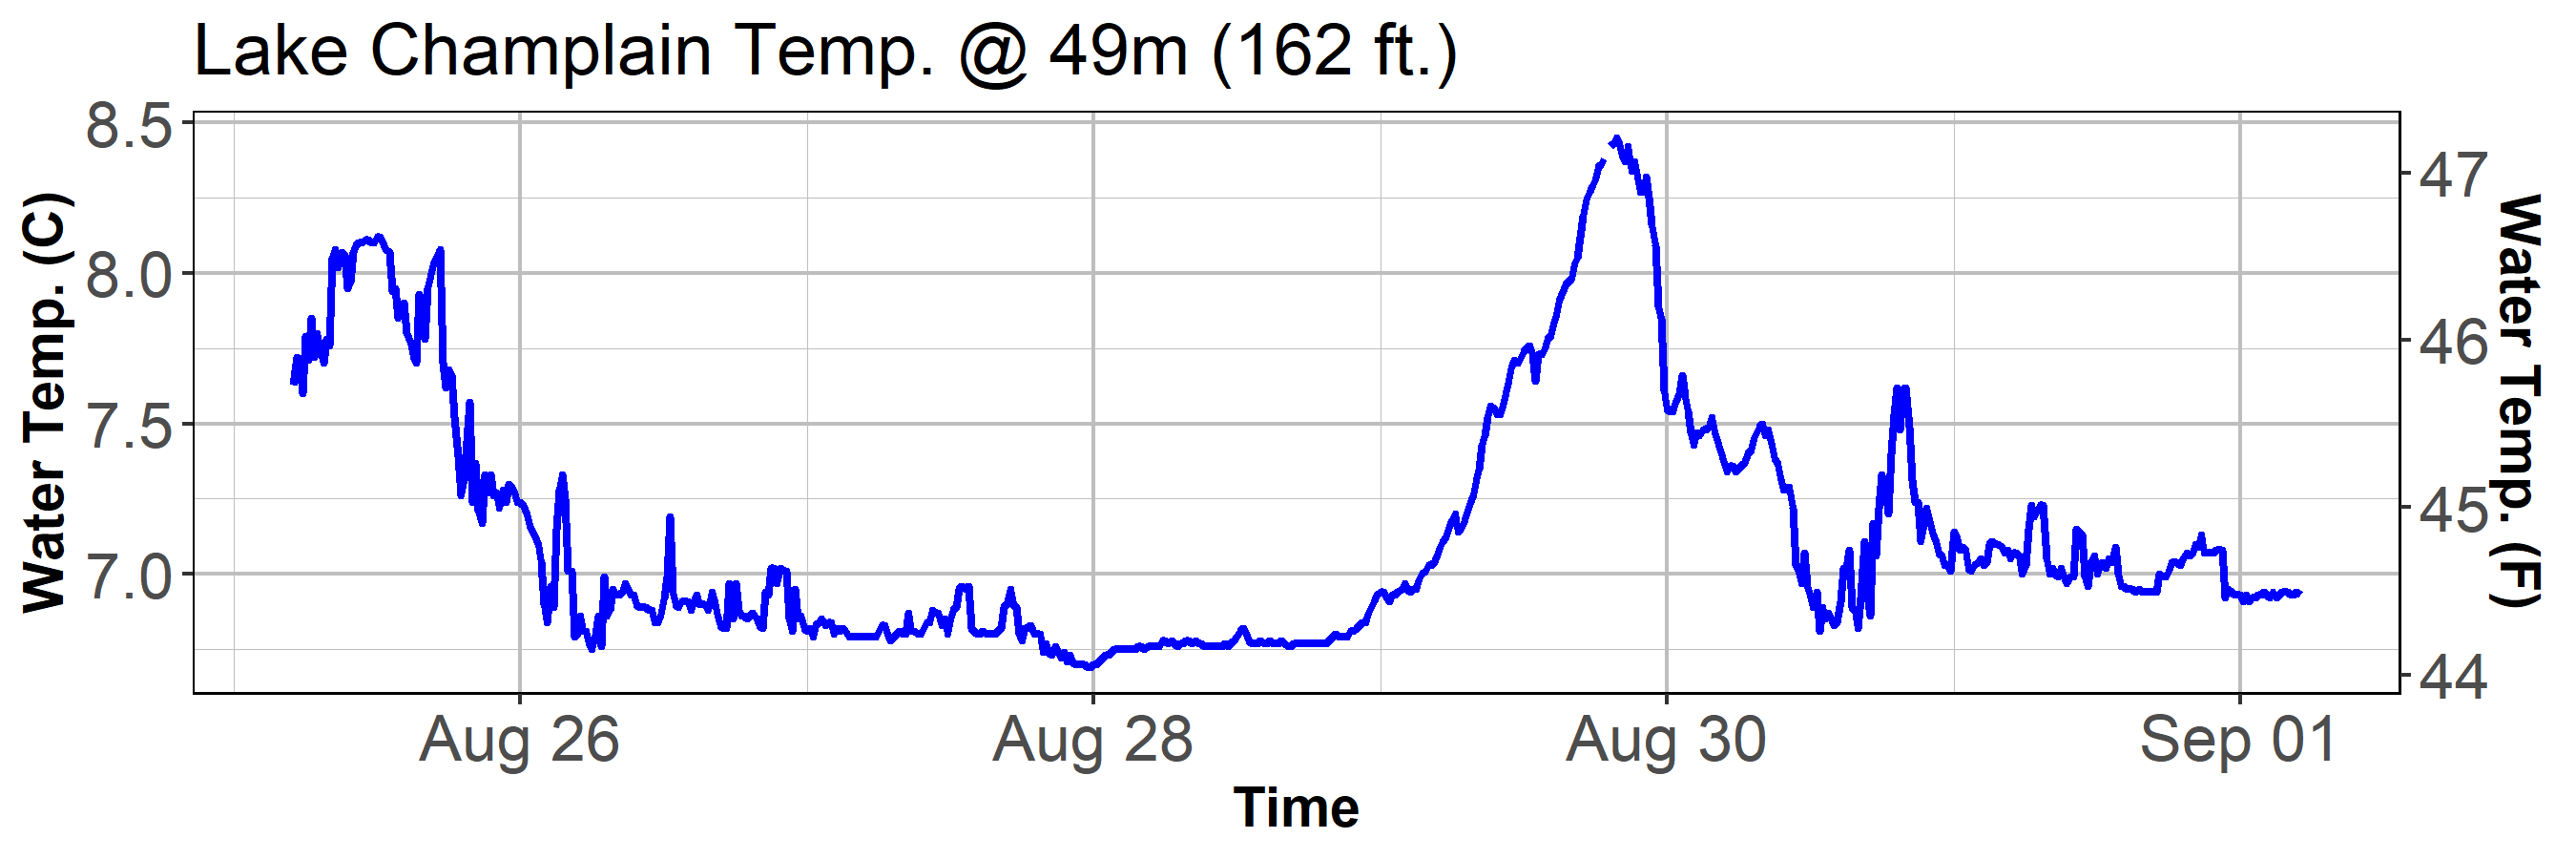 Lake Champlain Temp. @ 49m (162 ft.)
Water Temp. (C)
8.5
8.0
7.5
7.0
47
46
45
44
Water Temp. (F)
Aug 26 Aug 28 Aug 30 Sep 01
Time